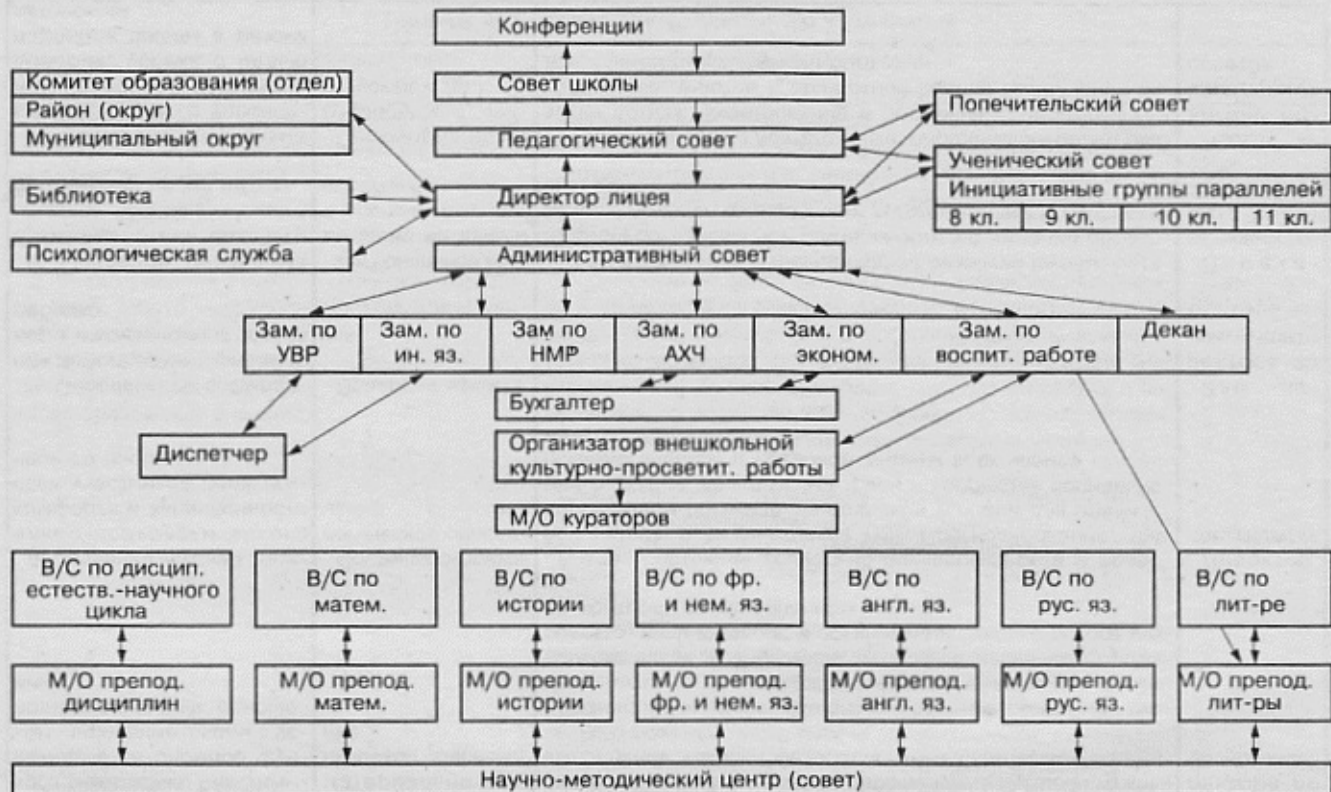 Конференции
Комитет образования (отдел)
Район (округ)
Муниципальный округ
Библиотека
Психологическая служба
Совет школы
Педагогический совет
Директор лицея
Административный совет
Попечительский совет
Ученический совет
Инициативные группы параллелей
8 кл. 9 кл. 10 кл. 11 кл.
Зам. по
УВР
Зам. по
ин. яз.
Зам по
НМР
Зам. по
АХЧ
Зам. по
эконом.
Зам. по
воспит. работе
Декан
Диспетчер
Бухгалтер
Организатор внешкольной
культурно-просветит. работы
М/О кураторов
В/С по дисцип.
естеств.-научного
цикла
В/С по
матем.
В/С по
истории
В/С по фр.
и нем. яз.
В/С по
англ. яз.
В/С по
рус. яз.
В/С по
лит-ре
М/О препод.
дисциплин
М/О препод.
матем.
М/О препод.
истории
М/О препод.
фр. и нем. яз.
М/О препод.
англ. яз.
М/О препод.
рус. яз.
М/О препод.
лит-ры
Научно-методический центр (совет)